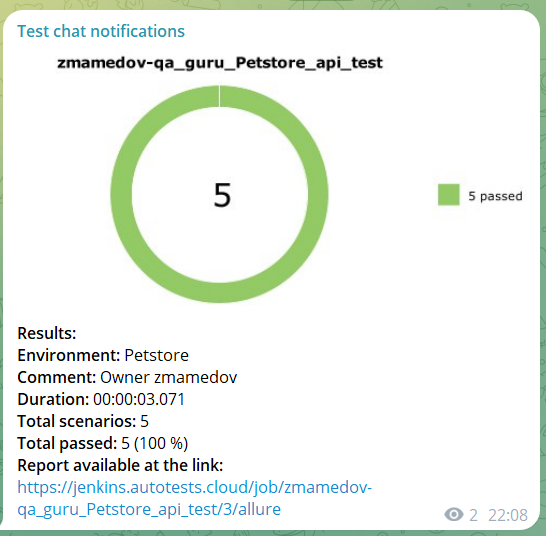 Test chat notifications
zmamedov-qa_guru_Petstore_api_test
5
5 passed
Results:
Environment: Petstore
Comment: Owner zmamedov
Duration: 00:00:03.071
Total scenarios: 5
Total passed: 5 (100 %)
Report available at the link:
https://jenkins.autotests.cloud/job/zmamedov-
qa_guru_Petstore_api_test/3/allure
2 22:08